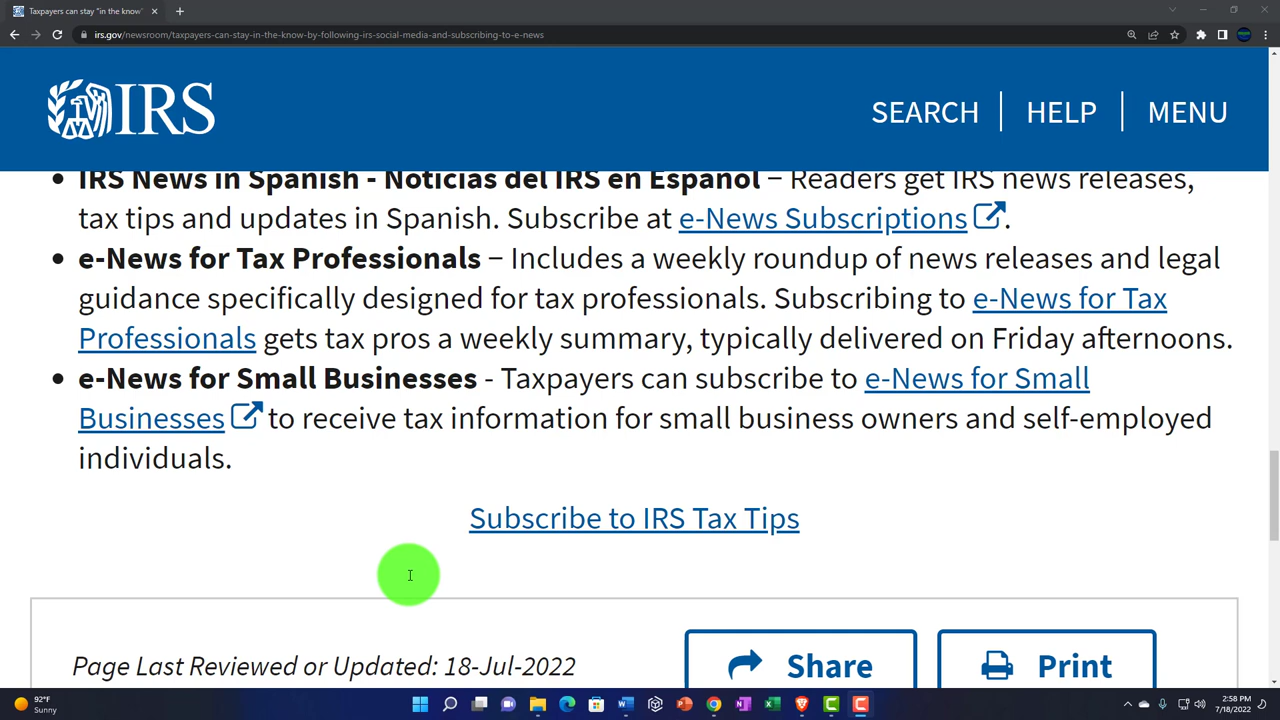 Taxpayers can stay "in the know"
irs.gov/newsroom/taxpayers-can-stay-in-the-know-by-following-irs-social-media-and-subscribing-to-e-news
IRS
SEARCH HELP MENU
• IRS News in Spanish - Noticias del IRS en Español − Readers get IRS news releases,
tax tips and updates in Spanish. Subscribe at e-News Subscriptions.
• e-News for Tax Professionals − Includes a weekly roundup of news releases and legal
guidance specifically designed for tax professionals. Subscribing to e-News for Tax
Professionals gets tax pros a weekly summary, typically delivered on Friday afternoons.
• e-News for Small Businesses - Taxpayers can subscribe to e-News for Small
Businesses to receive tax information for small business owners and self-employed
individuals.
Subscribe to IRS Tax Tips
Page Last Reviewed or Updated: 18-Jul-2022
Share
Print
92°F
Sunny
2:58 PM
7/18/2022